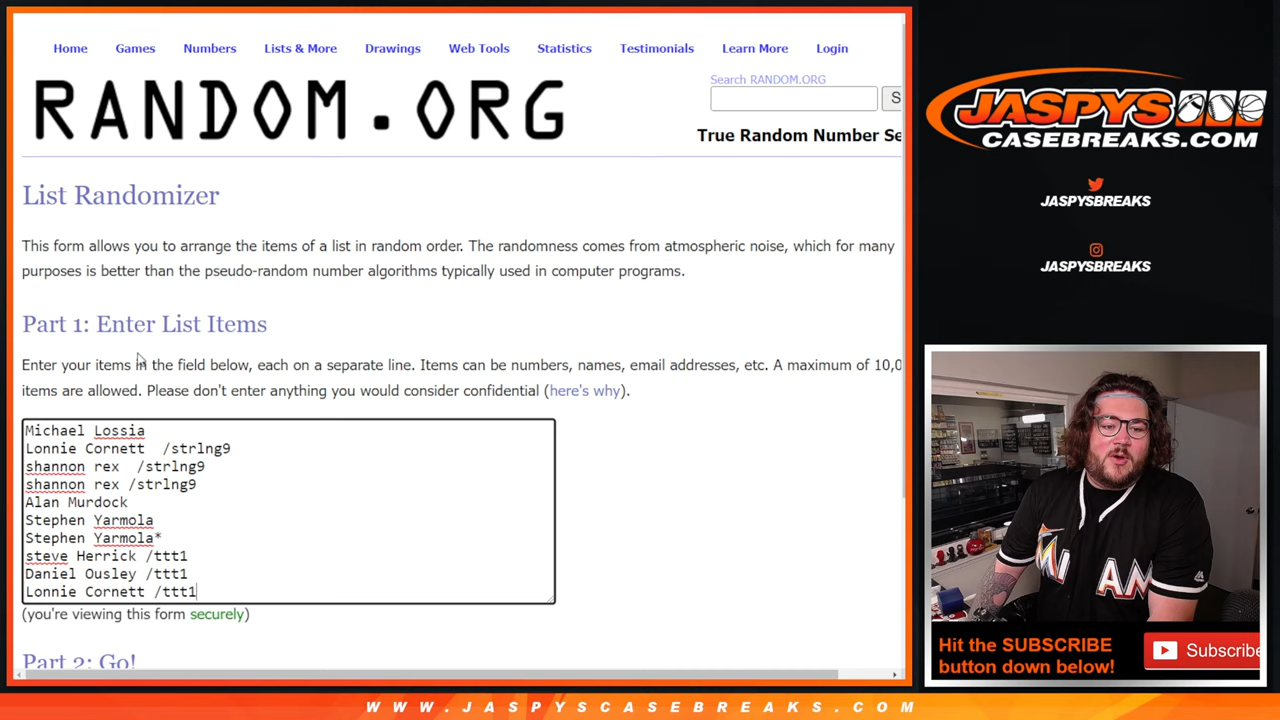 Home Games Numbers Lists & More Drawings Web Tools Statistics Testimonials Learn More Login
RANDOM.ORG
Search RANDOM.ORG
S
True Random Number Se
List Randomizer
This form allows you to arrange the items of a list in random order. The randomness comes from atmospheric noise, which for many
purposes is better than the pseudo-random number algorithms typically used in computer programs.
Part 1: Enter List Items
Enter your items in the field below, each on a separate line. Items can be numbers, names, email addresses, etc. A maximum of 10,0
items are allowed. Please don't enter anything you would consider confidential (here's why).
Michael Lossia
Lonnie Cornett /strlng9
shannon rex /strlng9
shannon rex /strlng9
Alan Murdock
Stephen Yarmola
Stephen Yarmola*
steve Herrick /ttt1
Daniel Ousley /ttt1
Lonnie Cornett /ttt1
(you're viewing this form securely)
Part 2: Go!
JASPYS
CASEBREAKS.COM
JASPYSBREAKS
JASPYSBREAKS
MIAM
Hit the SUBSCRIBE
button down below!
Subscribe
WWW.JASPYSCASEBREAKS.COM